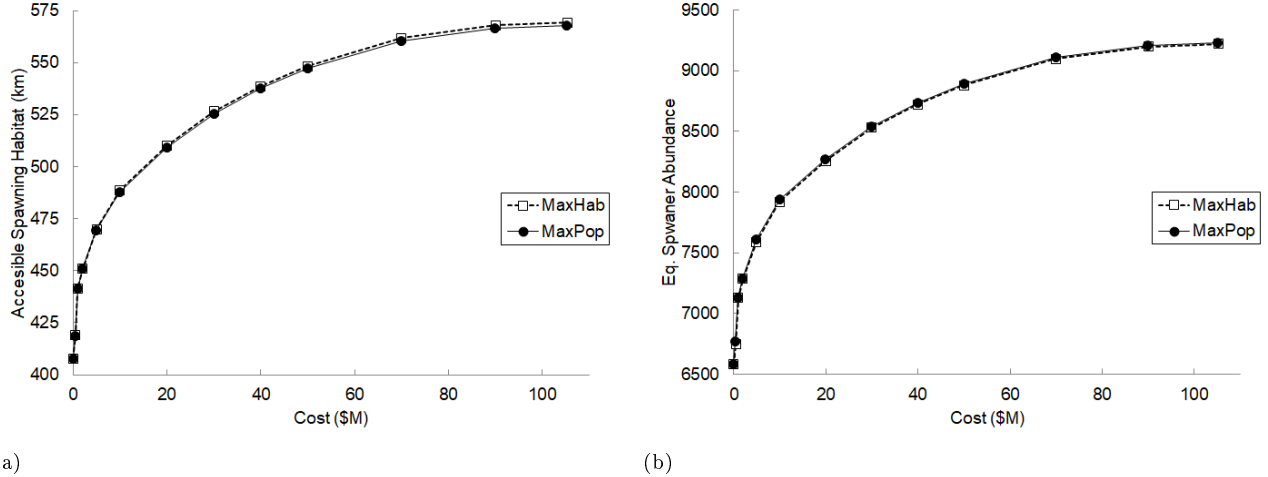 575
550
525
500
475
450
425
400
Accesible Spawning Habitat (km)
0
20
40
60
80
100
Cost ($M)
MaxHab
MaxPop
a)
9500
9000
8500
8000
7500
7000
6500
Eq. Spwaner Abundance
0
20
40
60
80
100
Cost ($M)
MaxHab
MaxPop
(b)